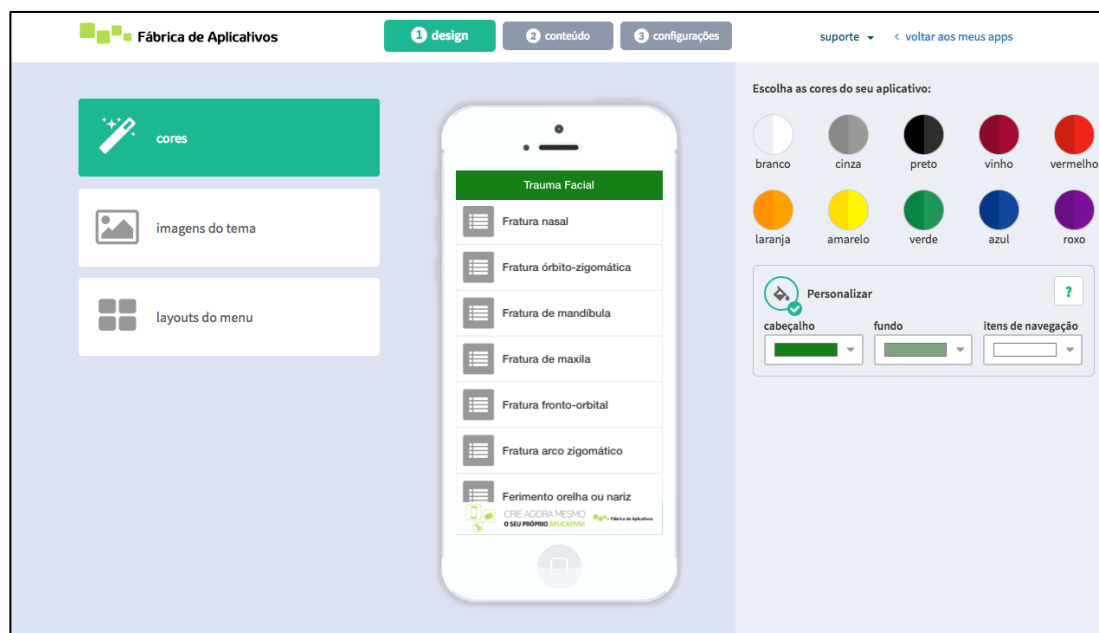 Fábrica de Aplicativos
1 design
2 conteúdo
3 configurações
suporte
< voltar aos meus apps
cores
imagens do tema
layouts do menu
Trauma Facial
Fratura nasal
Fratura órbito-zigomática
Fratura de mandíbula
Fratura de maxila
Fratura fronto-orbital
Fratura arco zigomático
Ferimento orelha ou nariz
CRIE AGORA MESMO
O SEU PRÓPRIO APLICATIVO!
Fábrica de Aplicativos
Escolha as cores do seu aplicativo:
branco cinza preto vinho vermelho
laranja amarelo verde azul roxo
Personalizar ?
cabeçalho fundo itens de navegação